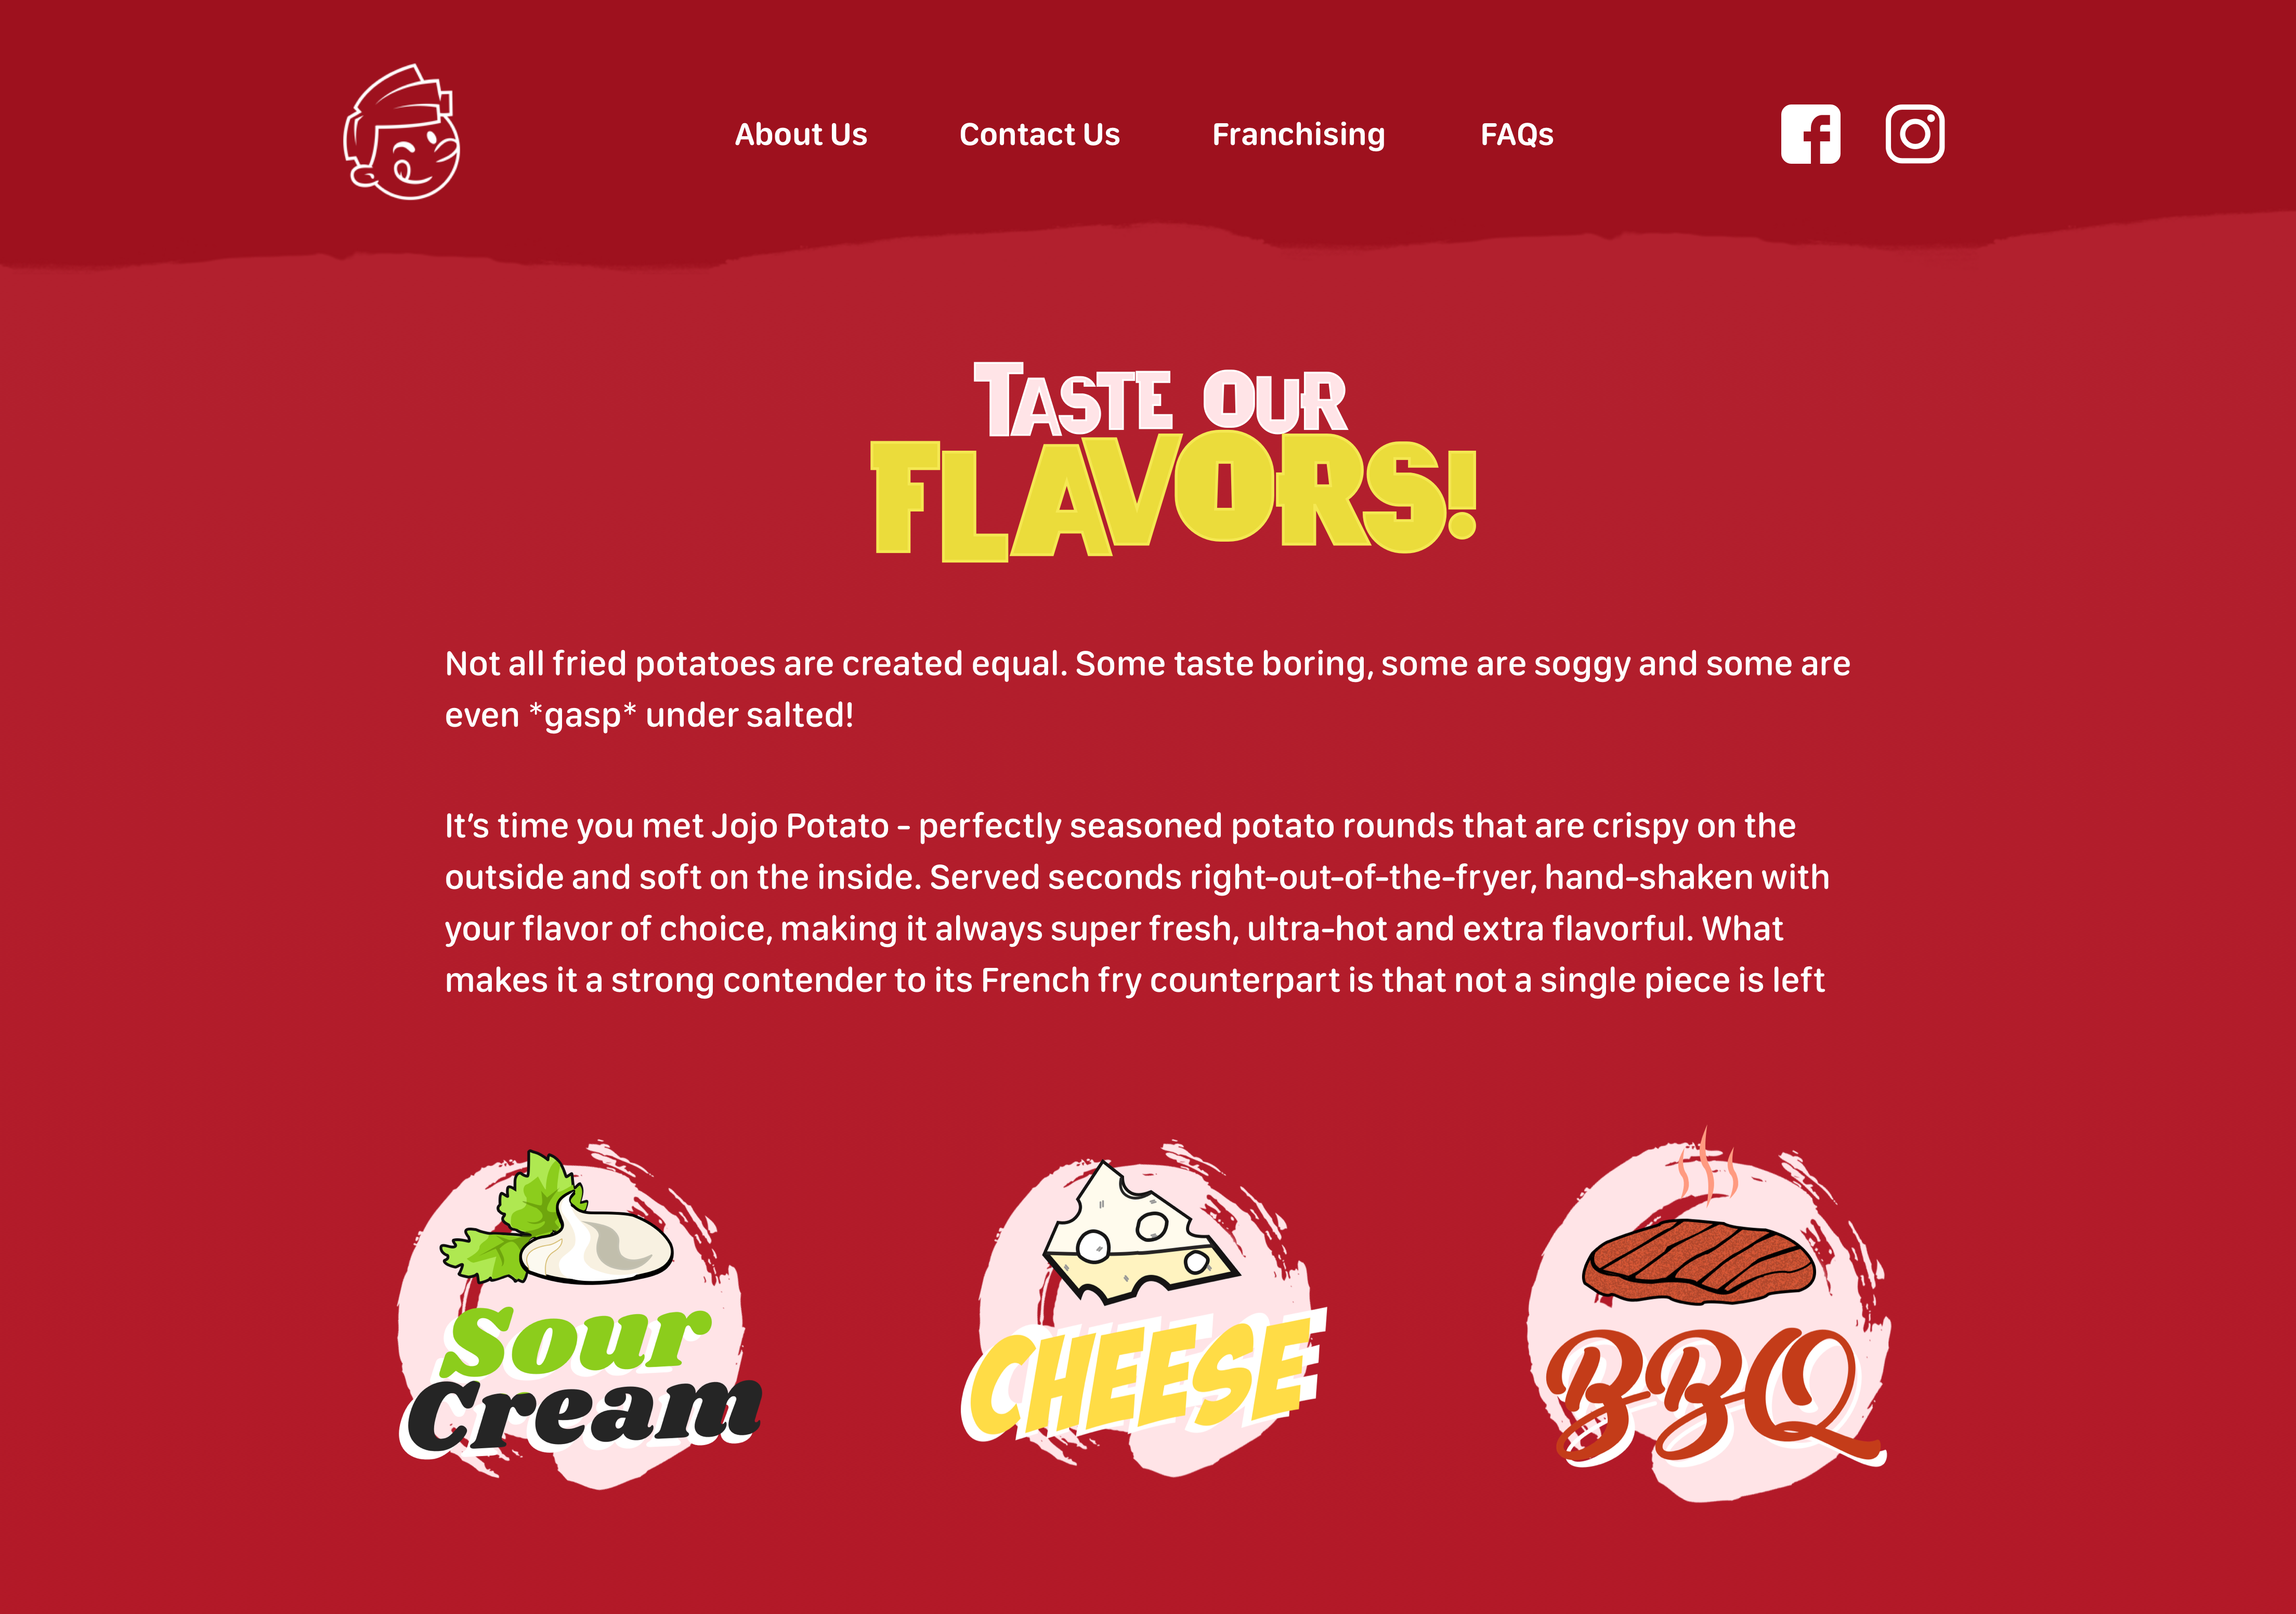 About Us Contact Us Franchising FAQs
TASTE OUR
FLAVORS!
Not all fried potatoes are created equal. Some taste boring, some are soggy and some are
even *gasp* under salted!
It’s time you met Jojo Potato - perfectly seasoned potato rounds that are crispy on the
outside and soft on the inside. Served seconds right-out-of-the-fryer, hand-shaken with
your flavor of choice, making it always super fresh, ultra-hot and extra flavorful. What
makes it a strong contender to its French fry counterpart is that not a single piece is left
Sour
Cream
CHEESE
BBQ